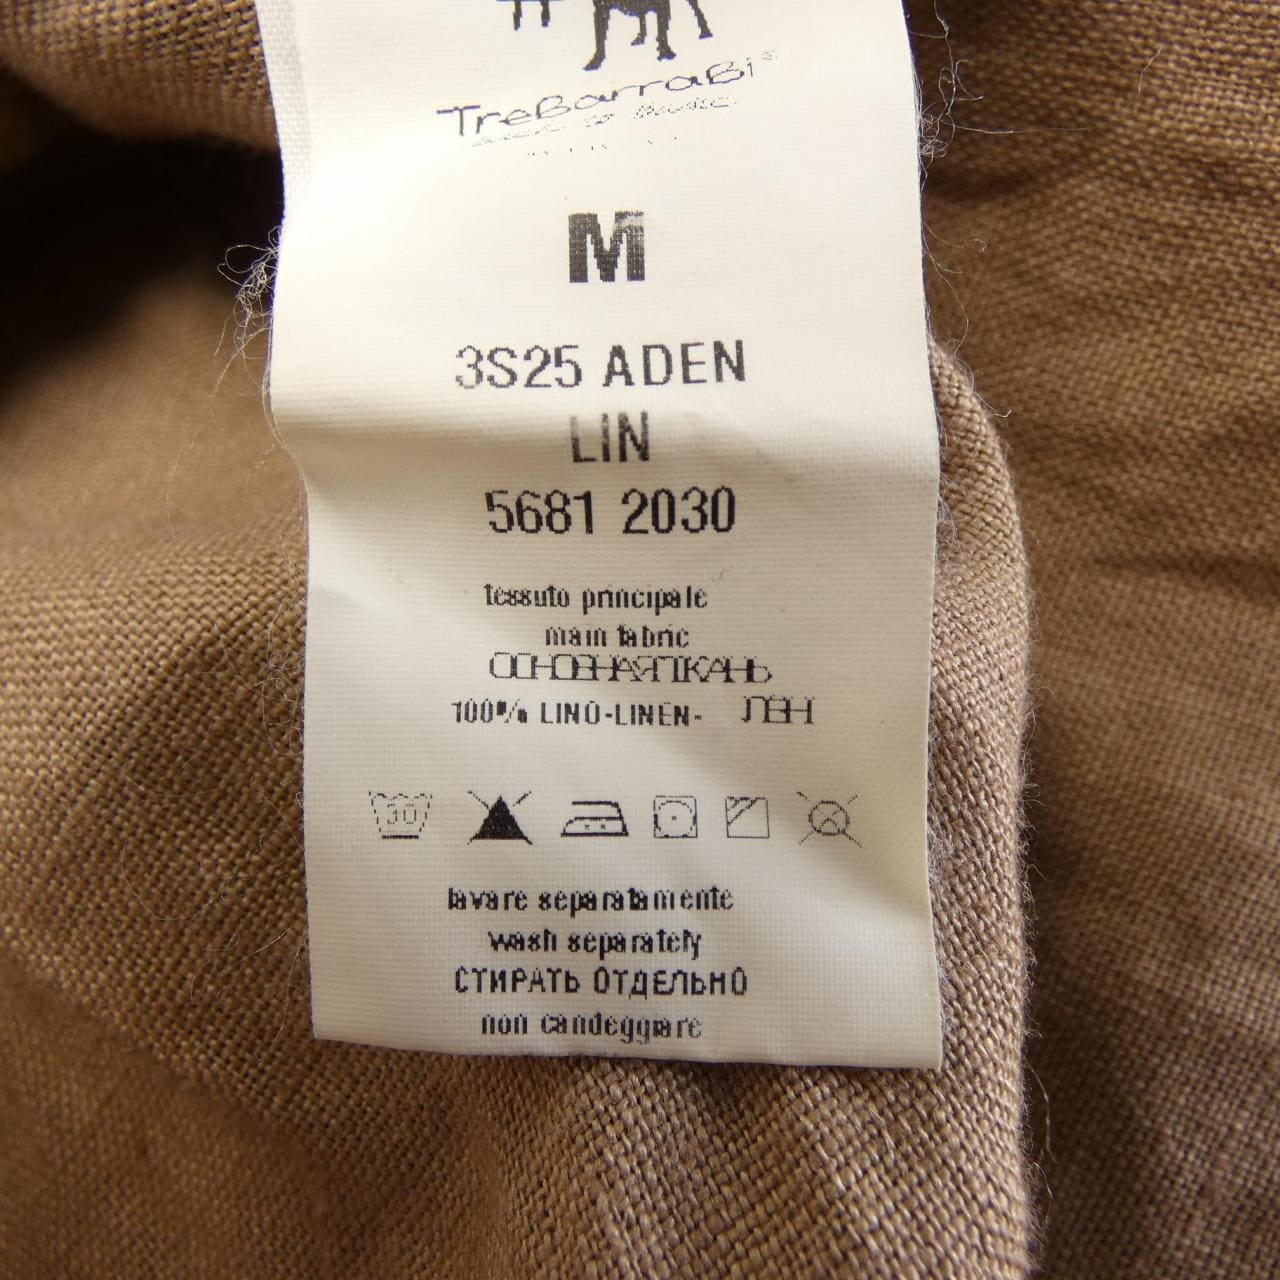 TreBarraBi®
M
3S25 ADEN
LIN
5681 2030
tessuto principale
main fabric
ОСНОВНАЯ ТКАНЬ
100% LINO-LINEN- ЛЕН
30
lavare separatamente
wash separately
СТИРАТЬ ОТДЕЛЬНО
non candeggiare